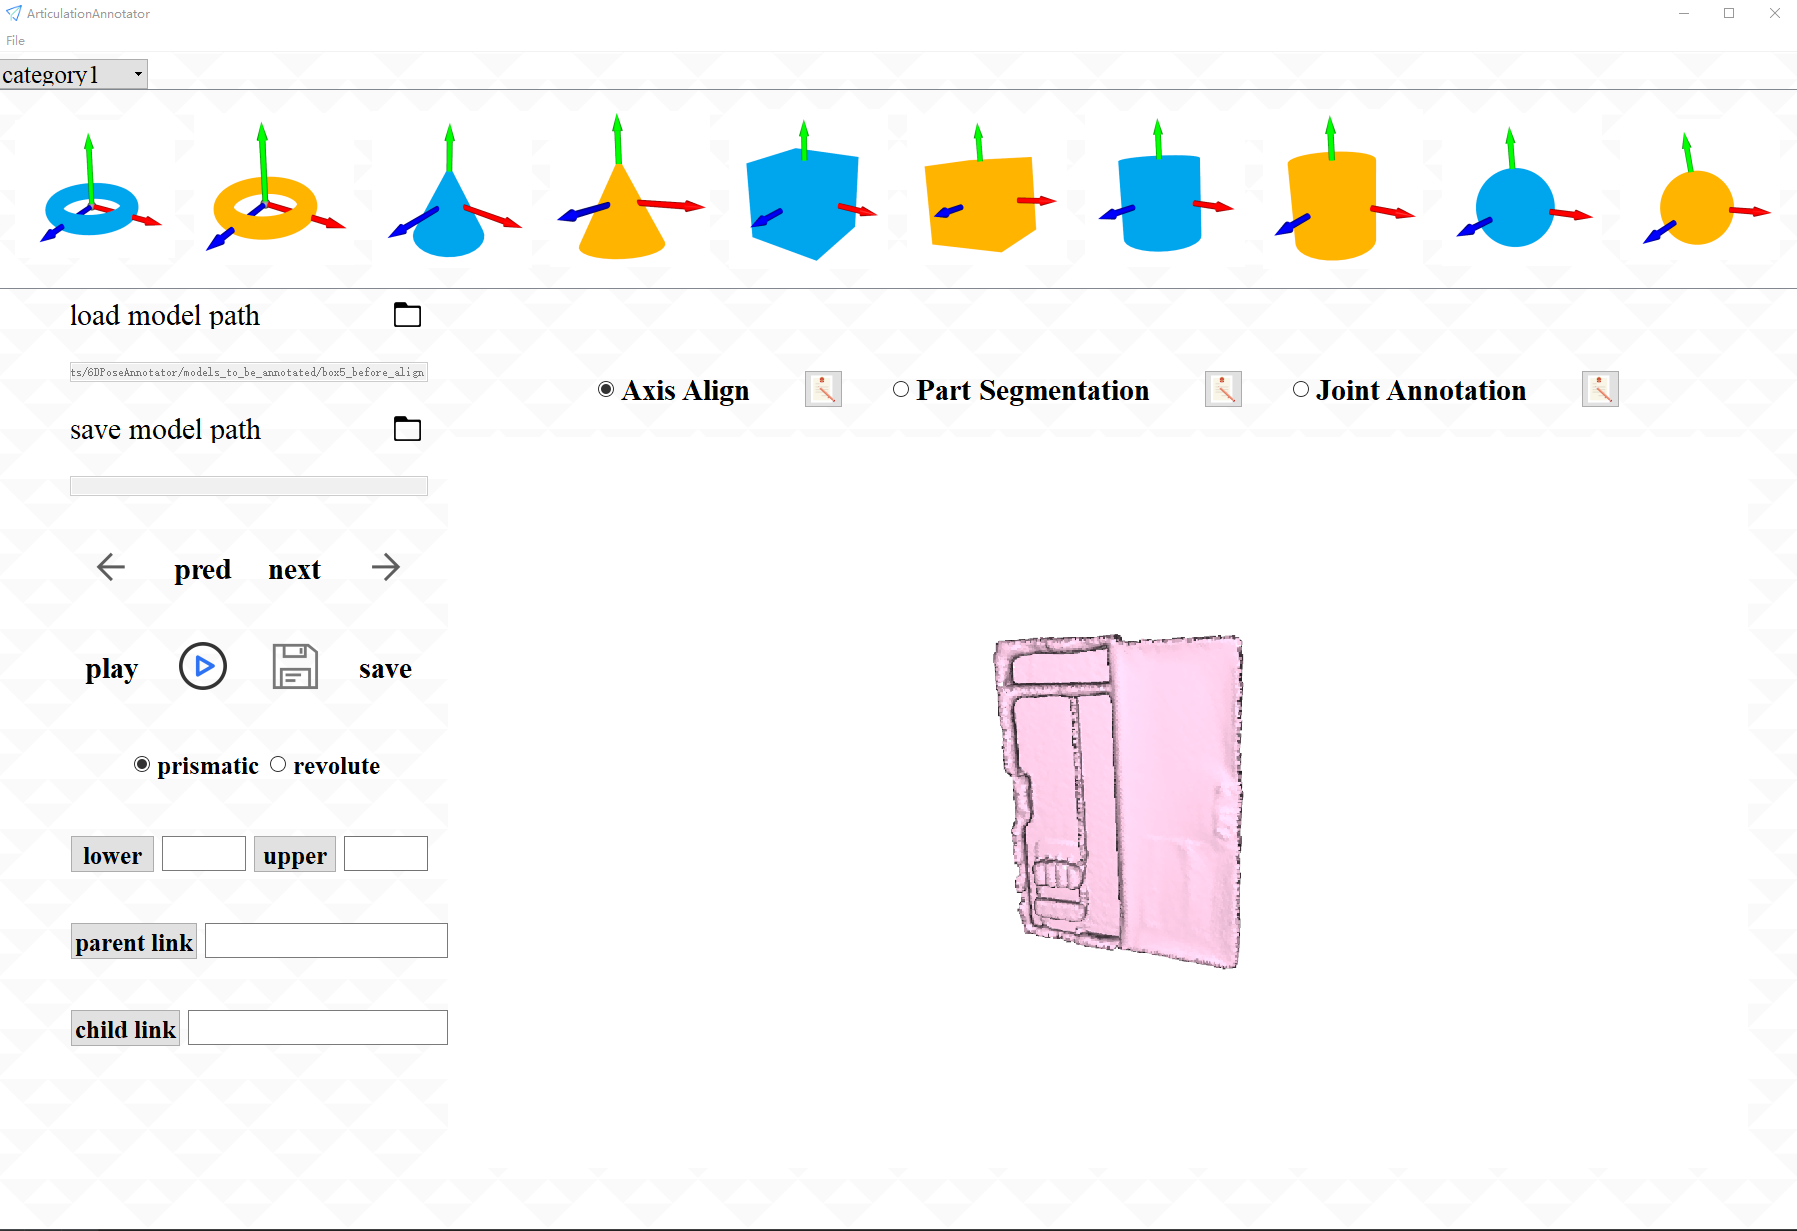 ArticulationAnnotator
File
category1
load model path
ts/6DPoseAnnotator/models_to_be_annotated/box5_before_align
Axis Align
Part Segmentation
Joint Annotation
save model path
pred next
play save
prismatic revolute
lower upper
parent link
child link